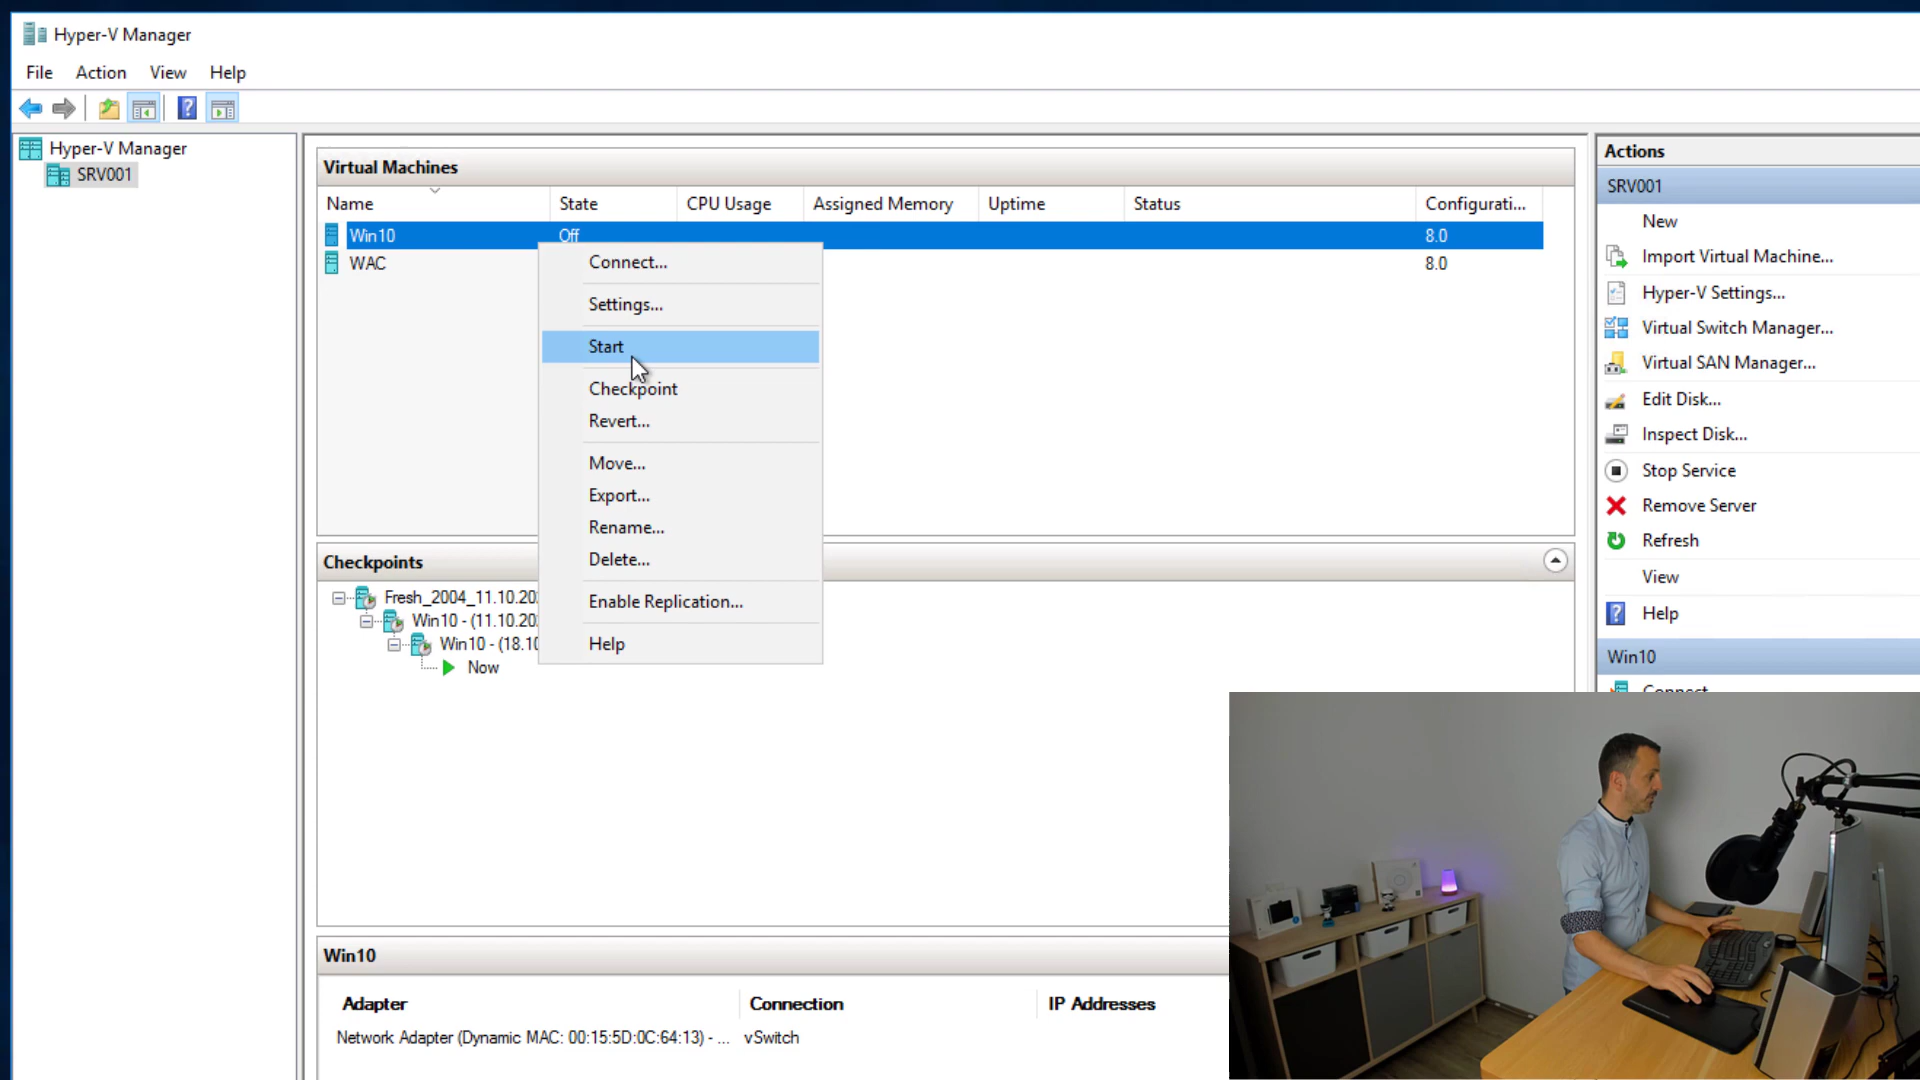 Hyper-V Manager
File Action View Help
Hyper-V Manager
SRV001
Virtual Machines
Name State CPU Usage Assigned Memory Uptime Status Configurati...
Win10 Off 8.0
WAC 8.0
Connect...
Settings...
Start
Checkpoint
Revert...
Move...
Export...
Rename...
Delete...
Enable Replication...
Help
Checkpoints
Fresh_2004_11.10.20
Win10 - (11.10.20
Win10 - (18.10
Now
Win10
Adapter Connection IP Addresses
Network Adapter (Dynamic MAC: 00:15:5D:0C:64:13) - ... vSwitch
Actions
SRV001
New
Import Virtual Machine...
Hyper-V Settings...
Virtual Switch Manager...
Virtual SAN Manager...
Edit Disk...
Inspect Disk...
Stop Service
Remove Server
Refresh
View
Help
Win10